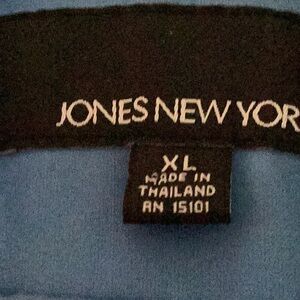 JONES NEW YOR
XL
MADE IN
THAILAND
RN 15101